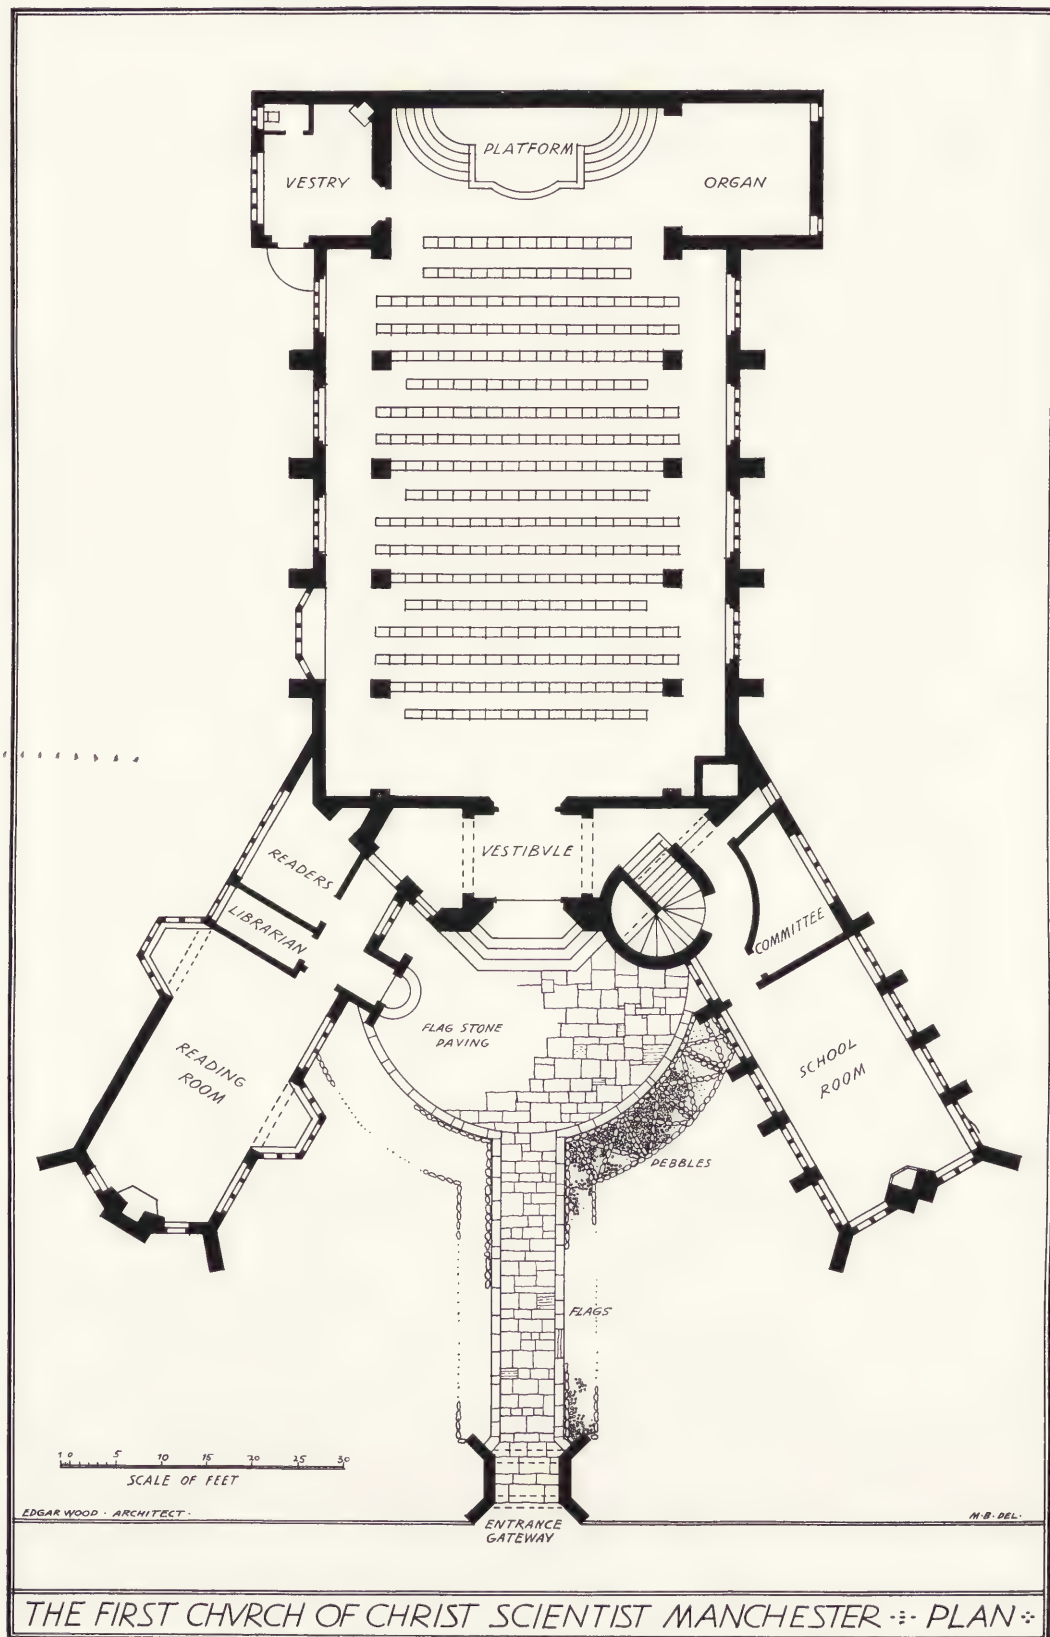 PLATFORM
VESTRY
ORGAN
VESTIBVLE
READERS
LIBRARIAN
COMMITTEE
FLAG STONE
PAVING
READING
ROOM
SCHOOL
ROOM
PEBBLES
FLAGS
1 0 5 10 15 20 25 30
SCALE OF FEET
EDGAR WOOD · ARCHITECT ·
M·B·DEL·
ENTRANCE
GATEWAY
THE FIRST CHVRCH OF CHRIST SCIENTIST MANCHESTER PLAN